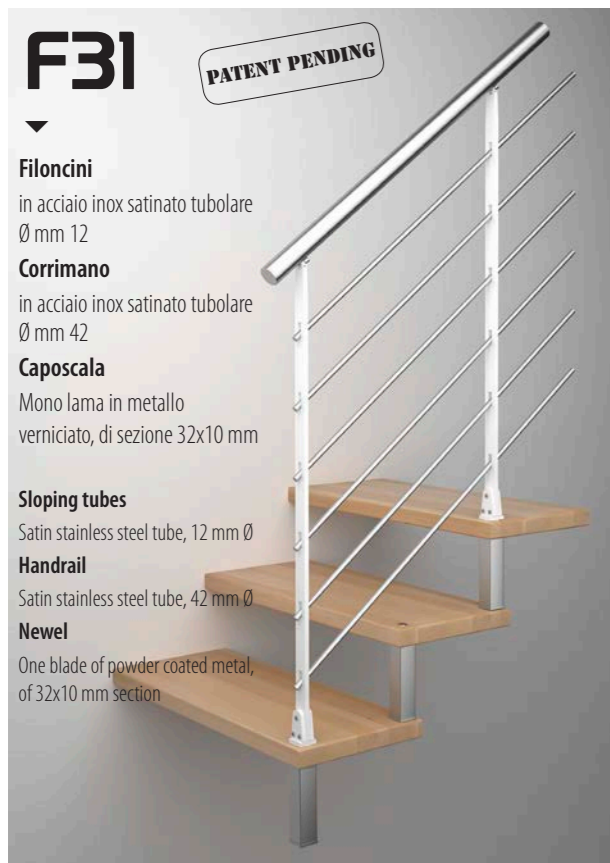 F31
PATENT PENDING
Filoncini
in acciaio inox satinato tubolare
Ø mm 12
Corrimano
in acciaio inox satinato tubolare
Ø mm 42
Caposcala
Mono lama in metallo
verniciato, di sezione 32x10 mm
Sloping tubes
Satin stainless steel tube, 12 mm Ø
Handrail
Satin stainless steel tube, 42 mm Ø
Newel
One blade of powder coated metal,
of 32x10 mm section